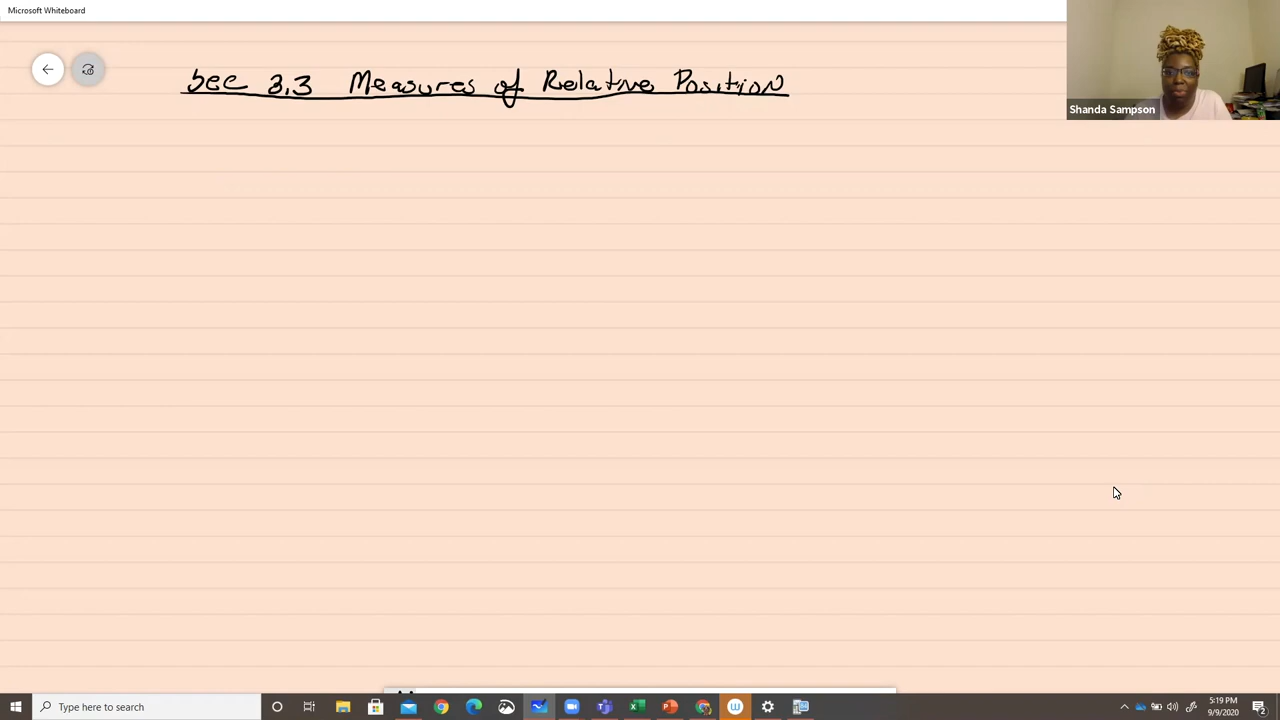 Microsoft Whiteboard
Sec 3.3 Measures of Relative Position
Shanda Sampson
Type here to search
5:19 PM
9/9/2020
2